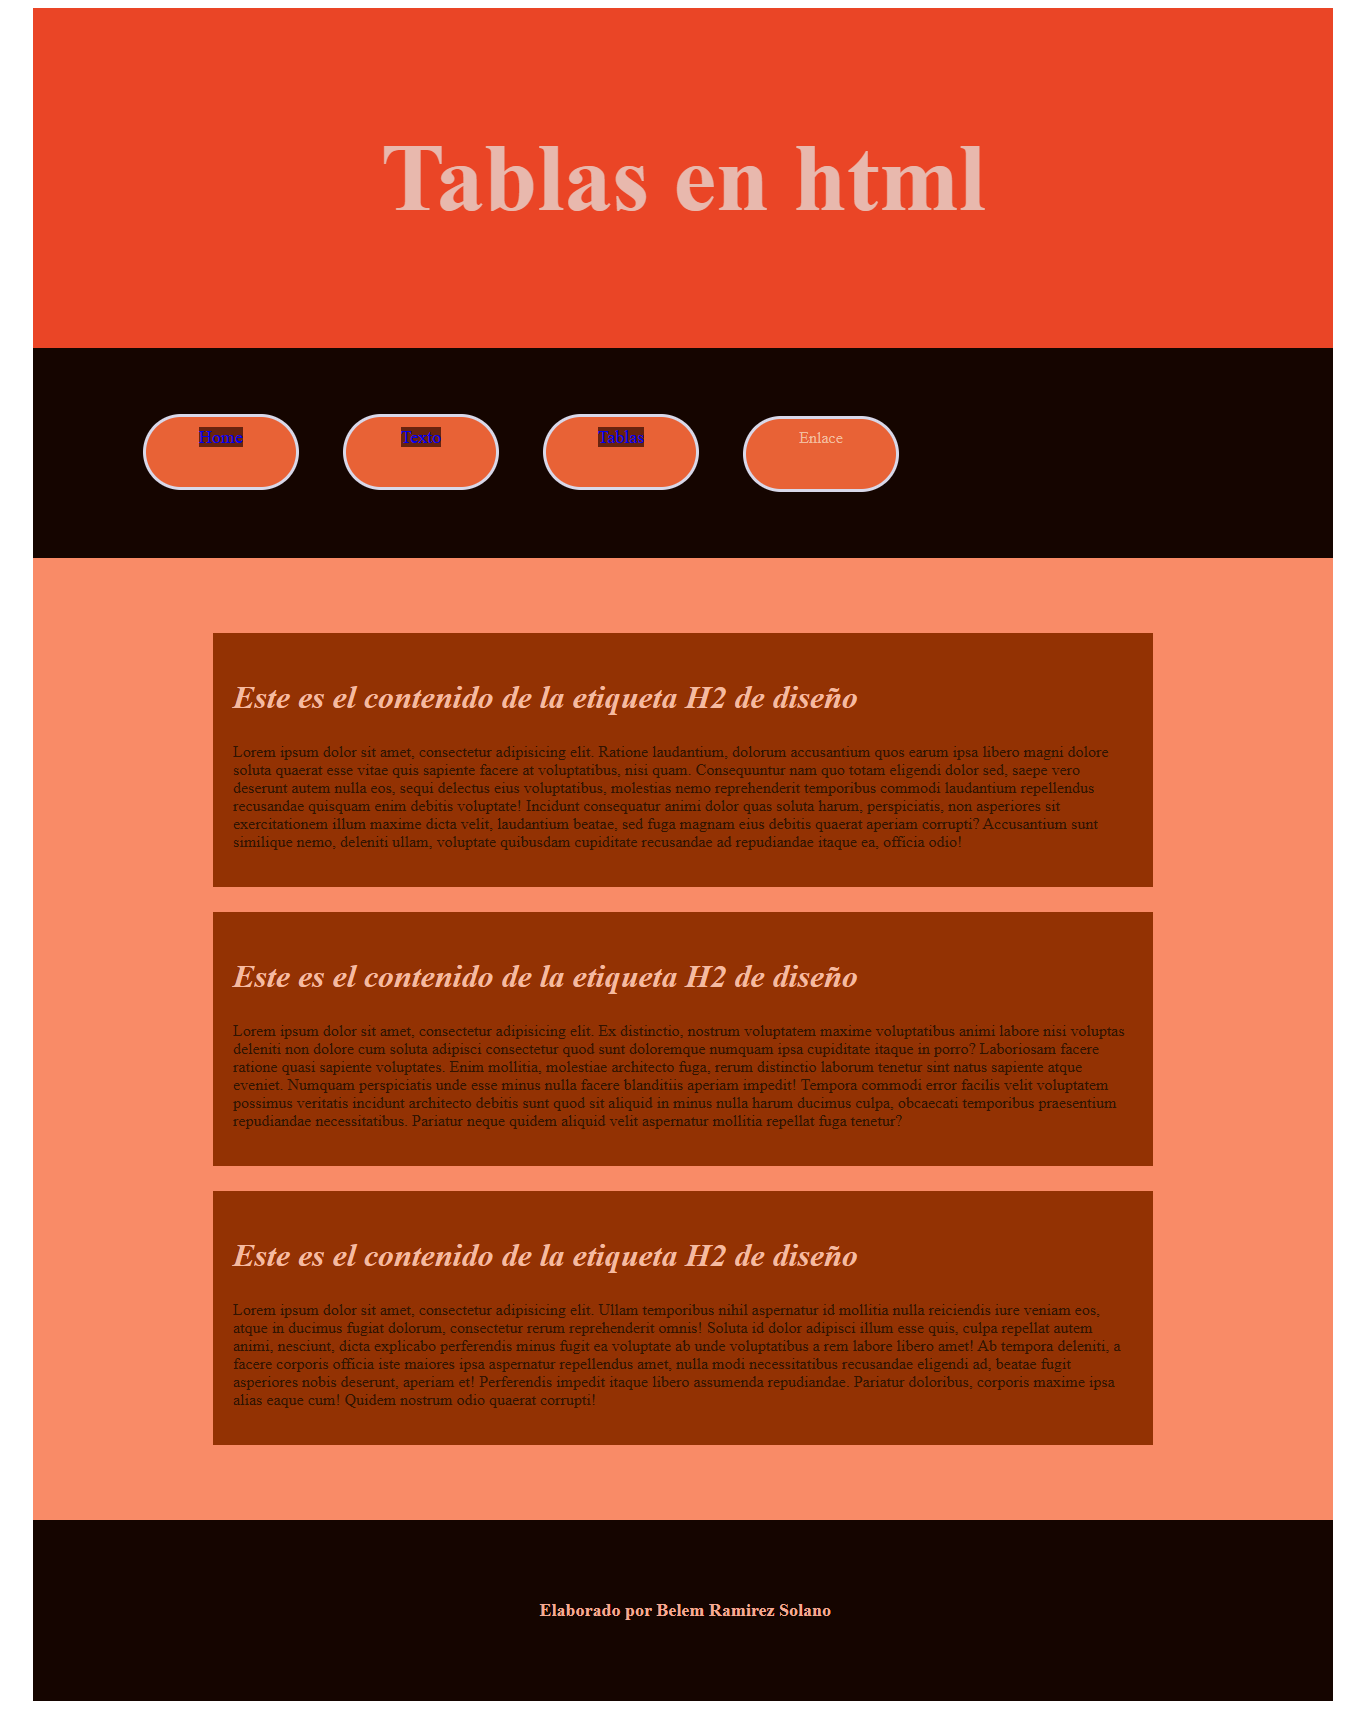 Tablas en html
Home
Texto
Tablas
Enlace
Este es el contenido de la etiqueta H2 de diseño
Lorem ipsum dolor sit amet, consectetur adipisicing elit. Ratione laudantium, dolorum accusantium quos earum ipsa libero magni dolore
soluta quaerat esse vitae quis sapiente facere at voluptatibus, nisi quam. Consequuntur nam quo totam eligendi dolor sed, saepe vero
deserunt autem nulla eos, sequi delectus eius voluptatibus, molestias nemo reprehenderit temporibus commodi laudantium repellendus
recusandae quisquam enim debitis voluptate! Incidunt consequatur animi dolor quas soluta harum, perspiciatis, non asperiores sit
exercitationem illum maxime dicta velit, laudantium beatae, sed fuga magnam eius debitis quaerat aperiam corrupti? Accusantium sunt
similique nemo, deleniti ullam, voluptate quibusdam cupiditate recusandae ad repudiandae itaque ea, officia odio!
Este es el contenido de la etiqueta H2 de diseño
Lorem ipsum dolor sit amet, consectetur adipisicing elit. Ex distinctio, nostrum voluptatem maxime voluptatibus animi labore nisi voluptas
deleniti non dolore cum soluta adipisci consectetur quod sunt doloremque numquam ipsa cupiditate itaque in porro? Laboriosam facere
ratione quasi sapiente voluptates. Enim mollitia, molestiae architecto fuga, rerum distinctio laborum tenetur sint natus sapiente atque
eveniet. Numquam perspiciatis unde esse minus nulla facere blanditiis aperiam impedit! Tempora commodi error facilis velit voluptatem
possimus veritatis incidunt architecto debitis sunt quod sit aliquid in minus nulla harum ducimus culpa, obcaecati temporibus praesentium
repudiandae necessitatibus. Pariatur neque quidem aliquid velit aspernatur mollitia repellat fuga tenetur?
Este es el contenido de la etiqueta H2 de diseño
Lorem ipsum dolor sit amet, consectetur adipisicing elit. Ullam temporibus nihil aspernatur id mollitia nulla reiciendis iure veniam eos,
atque in ducimus fugiat dolorum, consectetur rerum reprehenderit omnis! Soluta id dolor adipisci illum esse quis, culpa repellat autem
animi, nesciunt, dicta explicabo perferendis minus fugit ea voluptate ab unde voluptatibus a rem labore libero amet! Ab tempora deleniti, a
facere corporis officia iste maiores ipsa aspernatur repellendus amet, nulla modi necessitatibus recusandae eligendi ad, beatae fugit
asperiores nobis deserunt, aperiam et! Perferendis impedit itaque libero assumenda repudiandae. Pariatur doloribus, corporis maxime ipsa
alias eaque cum! Quidem nostrum odio quaerat corrupti!
Elaborado por Belem Ramirez Solano